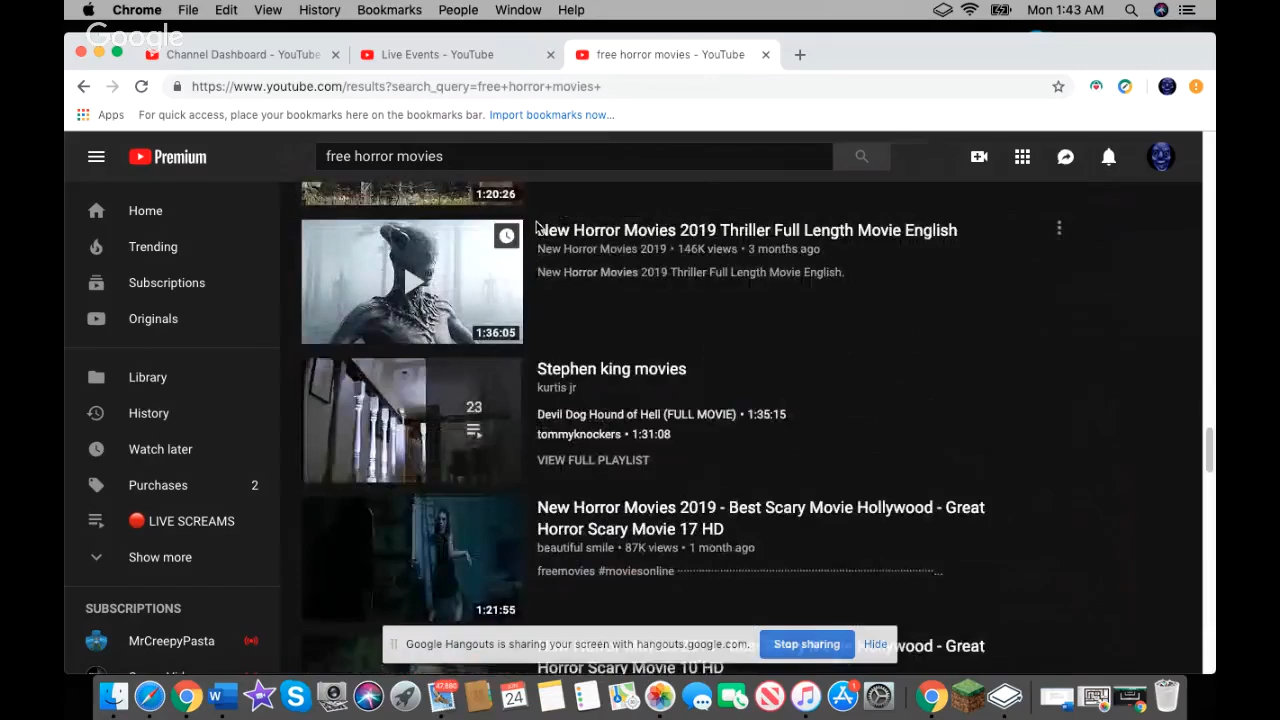 Chrome File Edit View History Bookmarks People Window Help Mon 1:43 AM
Google
Channel Dashboard - YouTube
Live Events - YouTube
free horror movies - YouTube
https://www.youtube.com/results?search_query=free+horror+movies+
Apps For quick access, place your bookmarks here on the bookmarks bar. Import bookmarks now...
Premium
free horror movies
Home
Trending
Subscriptions
Originals
Library
History
Watch later
Purchases 2
LIVE SCREAMS
Show more
SUBSCRIPTIONS
MrCreepyPasta
1:20:26
1:36:05
New Horror Movies 2019 Thriller Full Length Movie English
New Horror Movies 2019 • 146K views • 3 months ago
New Horror Movies 2019 Thriller Full Length Movie English.
23
Stephen king movies
kurtis jr
Devil Dog Hound of Hell (FULL MOVIE) • 1:35:15
tommyknockers • 1:31:08
VIEW FULL PLAYLIST
1:21:55
New Horror Movies 2019 - Best Scary Movie Hollywood - Great
Horror Scary Movie 17 HD
beautiful smile • 87K views • 1 month ago
freemovies #moviesonline
Google Hangouts is sharing your screen with hangouts.google.com. Stop sharing Hide
ywood - Great
Horror Scary Movie 10 HD
JUN
24